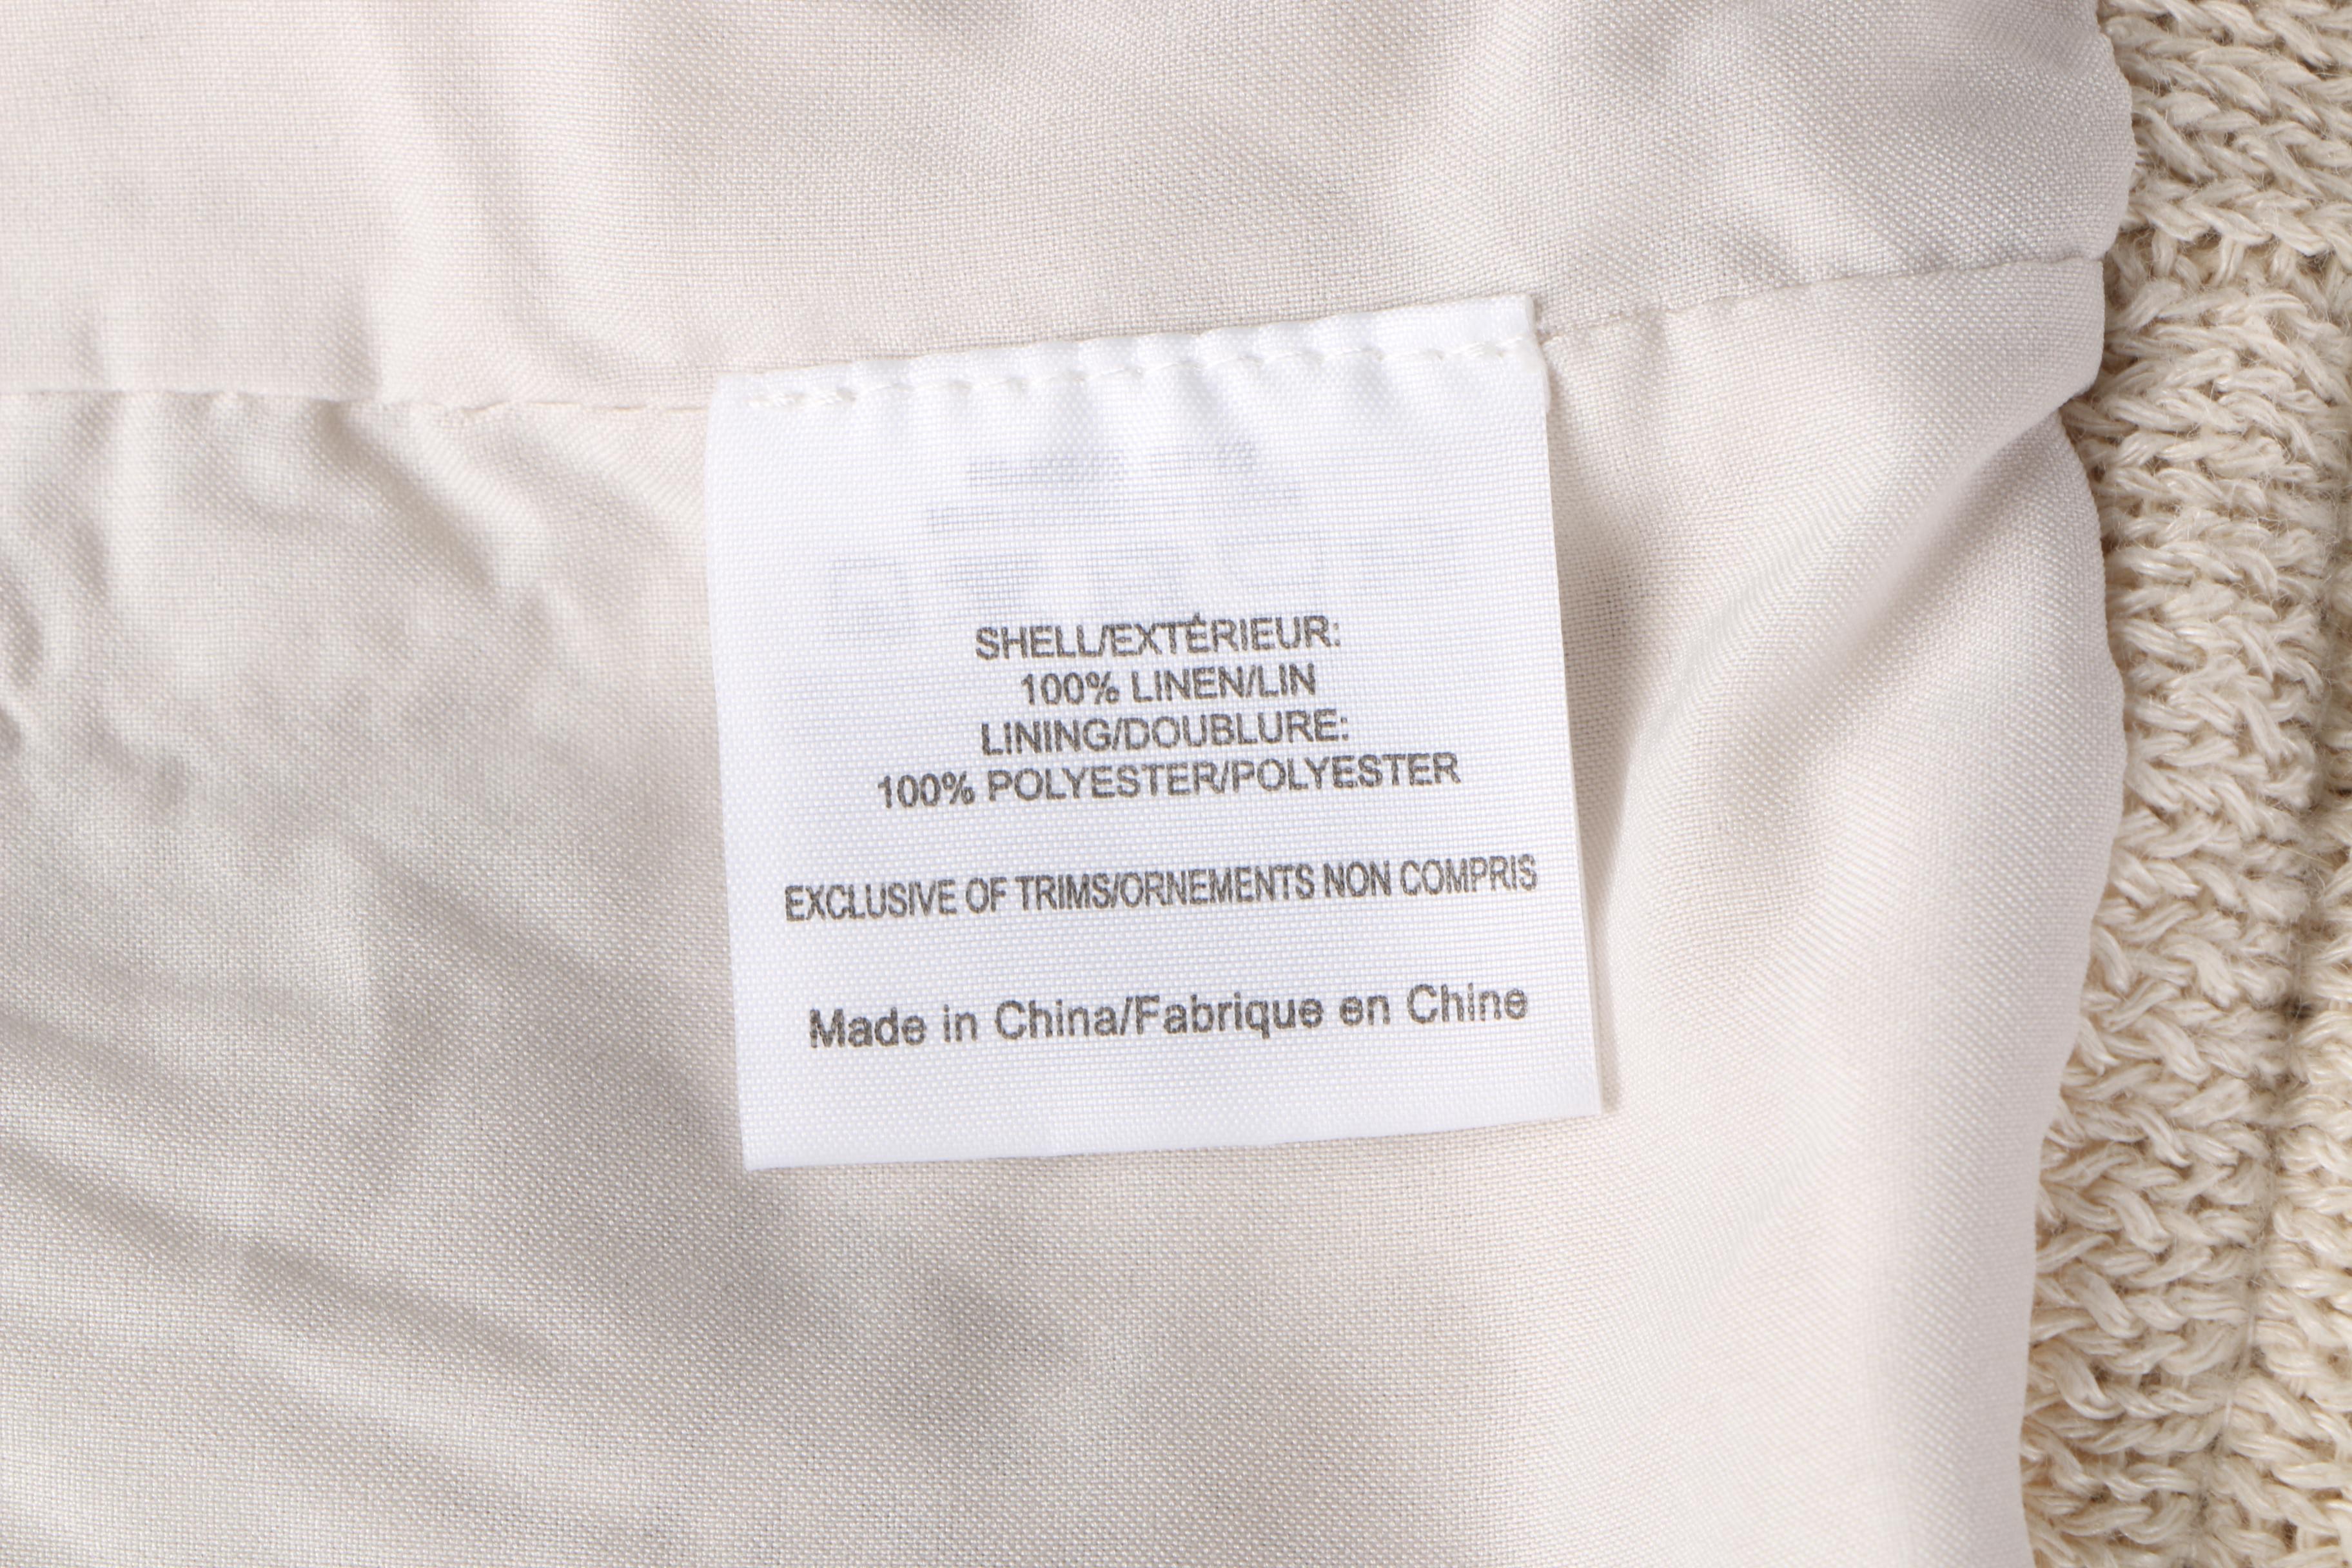 SHELL/EXTÉRIEUR:
100% LINEN/LIN
LINING/DOUBLURE:
100% POLYESTER/POLYESTER
EXCLUSIVE OF TRIMS/ORNEMENTS NON COMPRIS
Made in China/Fabrique en Chine